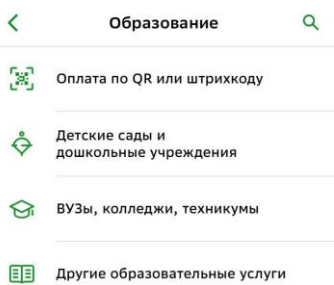 Образование
Оплата по QR или штрихкоду
Детские сады и
дошкольные учреждения
ВУЗы, колледжи, техникумы
Другие образовательные услуги